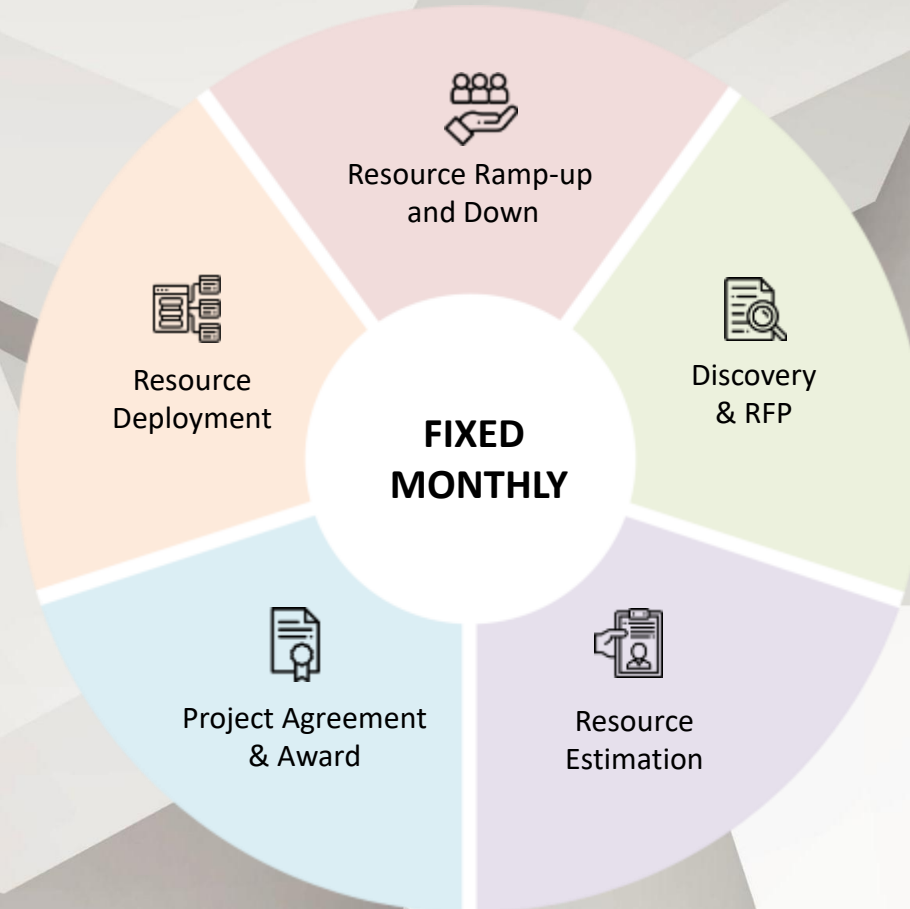 Resource Ramp-up
and Down
Discovery
& RFP
Resource
Deployment
FIXED
MONTHLY
Project Agreement
& Award
Resource
Estimation